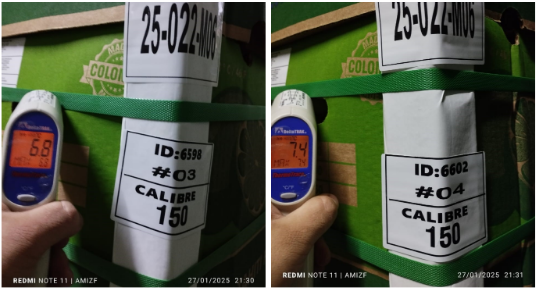 25-022-M06
COLOM
6.8
ID:6598
#03
CALIBRE
150
REDMI NOTE 11 | AMIZF
27/01/2025 21:30
25-022-M06
COLO
7.4
ID:6602
#04
CALIBRE
150
REDMI NOTE 11 | AMIZF
27/01/2025 21:31